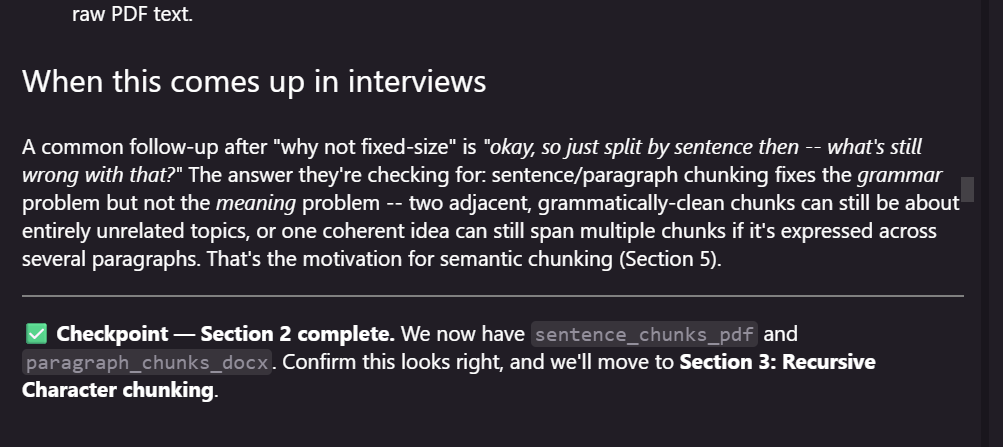 raw PDF text.
When this comes up in interviews
A common follow-up after "why not fixed-size" is "okay, so just split by sentence then -- what's still
wrong with that?" The answer they're checking for: sentence/paragraph chunking fixes the grammar
problem but not the meaning problem -- two adjacent, grammatically-clean chunks can still be about
entirely unrelated topics, or one coherent idea can still span multiple chunks if it's expressed across
several paragraphs. That's the motivation for semantic chunking (Section 5).
✅ Checkpoint — Section 2 complete. We now have sentence_chunks_pdf and
paragraph_chunks_docx. Confirm this looks right, and we'll move to Section 3: Recursive
Character chunking.